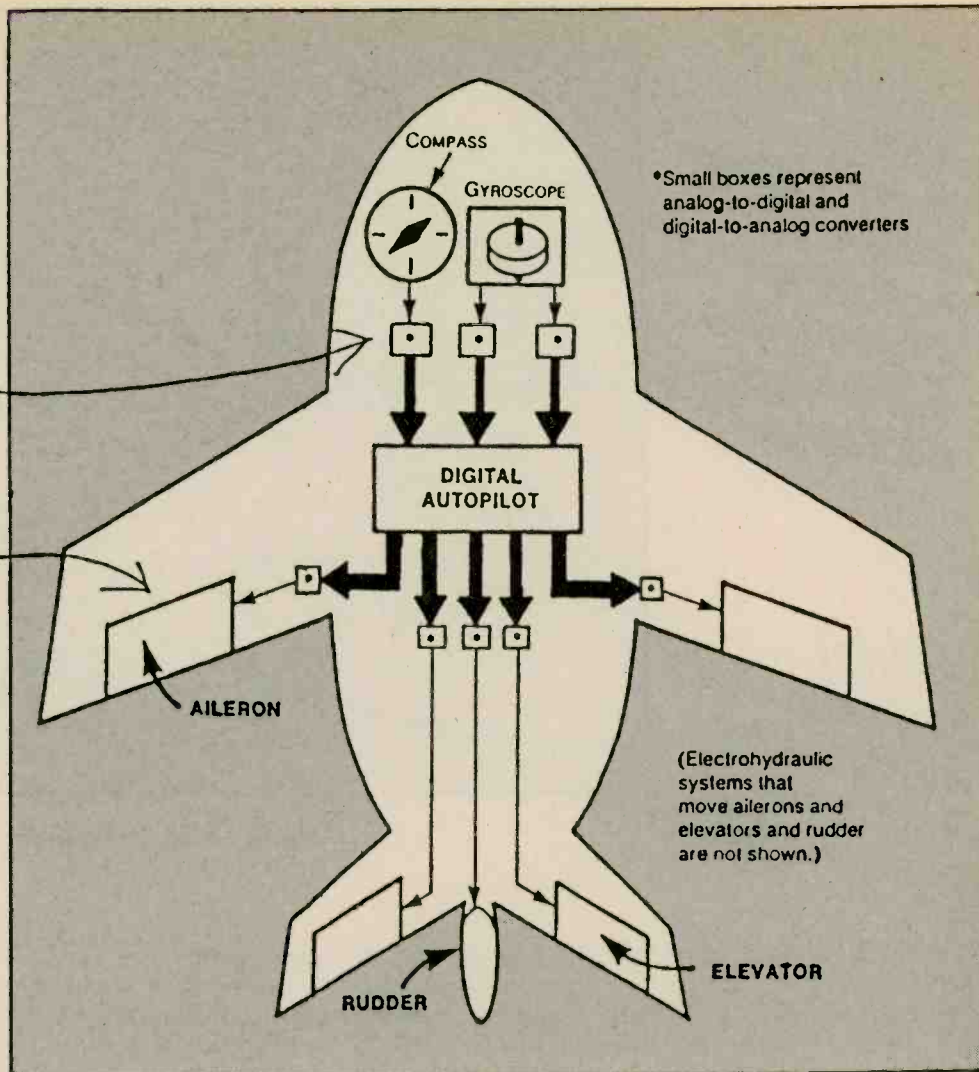 COMPASS
GYROSCOPE
*Small boxes represent
analog-to-digital and
digital-to-analog converters
DIGITAL
AUTOPILOT
AILERON
(Electrohydraulic
systems that
move ailerons and
elevators and rudder
are not shown.)
ELEVATOR
RUDDER